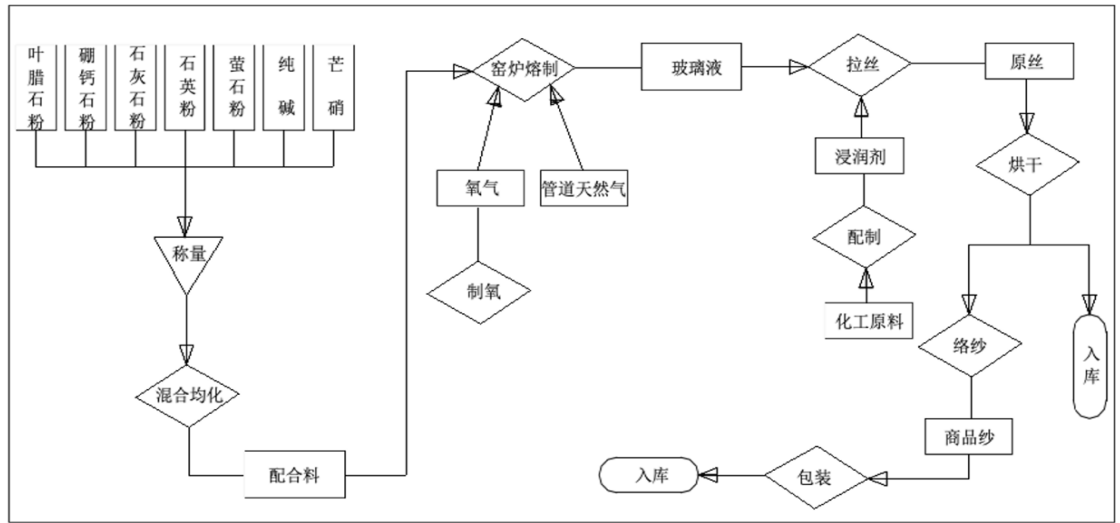 叶腊石粉
硼钙石粉
石灰石粉
石英粉
萤石粉
纯碱
芒硝
称量
混合均化
配合料
窑炉熔制
氧气
管道天然气
制氧
玻璃液
拉丝
浸润剂
配制
化工原料
原丝
烘干
络纱
入库
商品纱
包装
入库